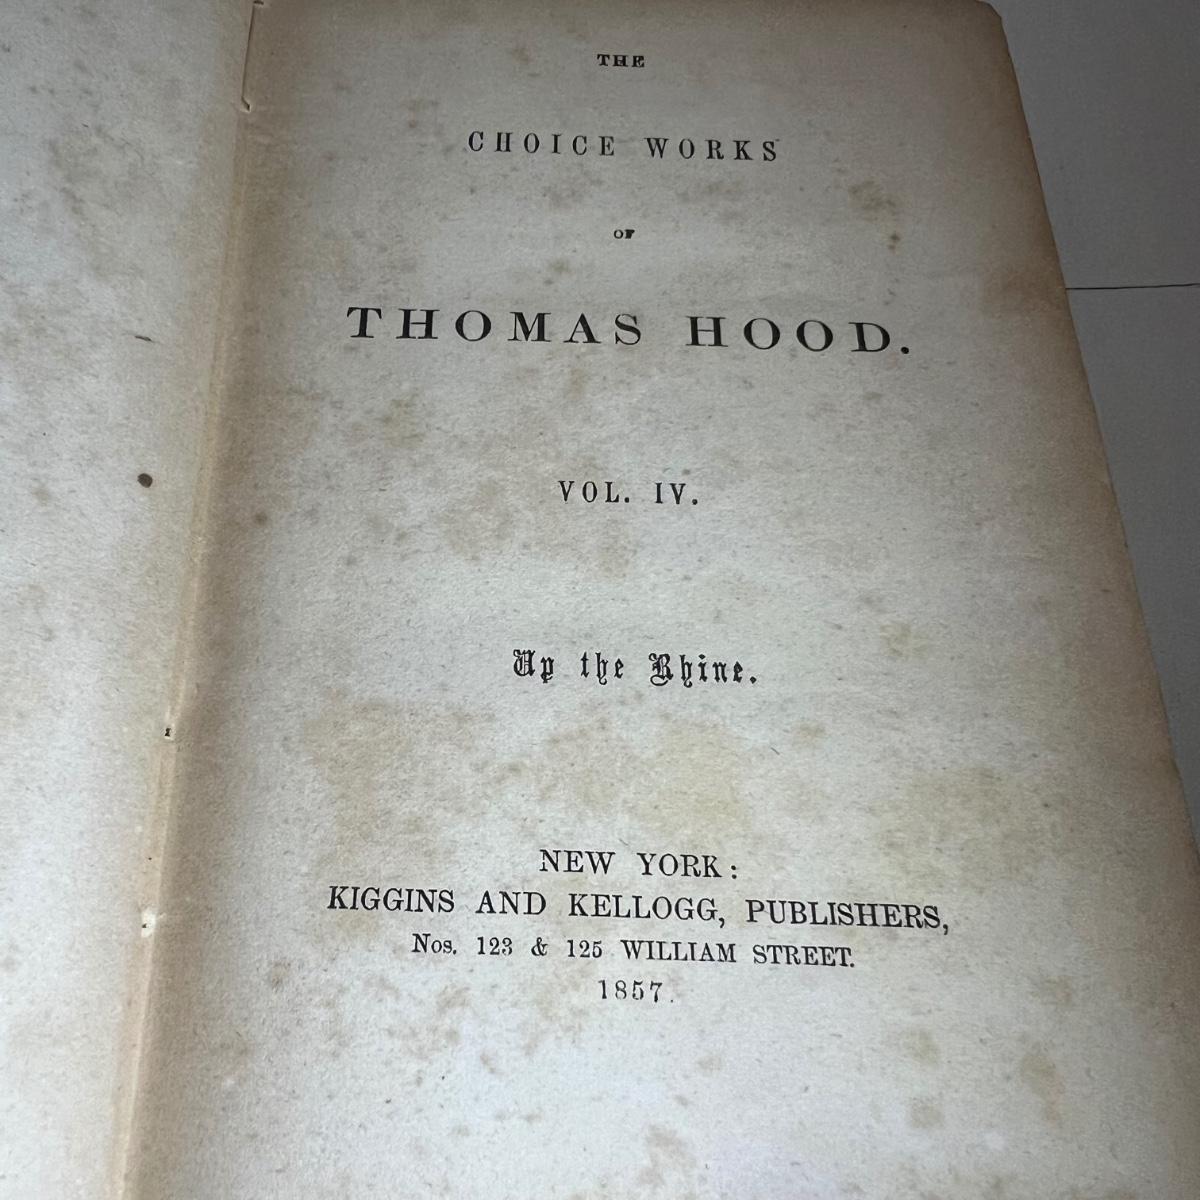 THE
CHOICE WORKS
OF
THOMAS HOOD.
VOL. IV.
Up the Rhine.
NEW YORK:
KIGGINS AND KELLOGG, PUBLISHERS,
Nos. 123 & 125 WILLIAM STREET.
1857.